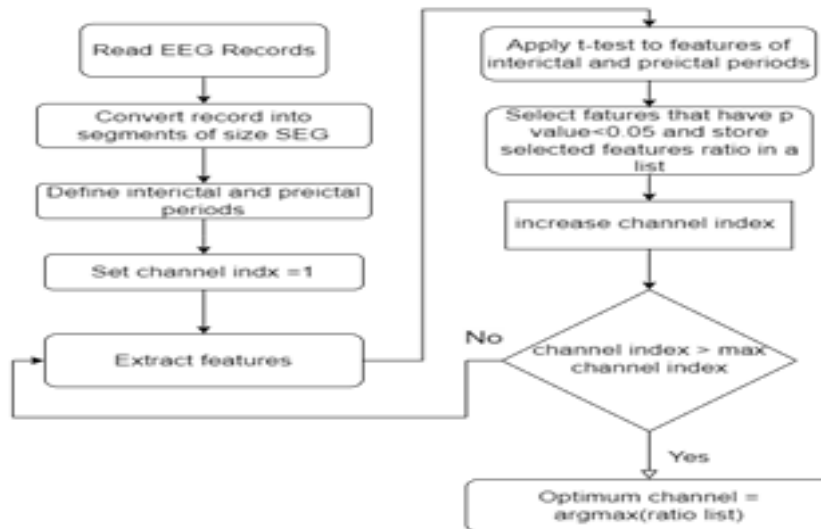 Read EEG Records
Convert record into
segments of size SEG
Define interictal and preictal
periods
Set channel indx =1
Extract features
Apply t-test to features of
interictal and preictal periods
Select fatures that have p
value<0.05 and store
selected features ratio in a
list
increase channel index
channel index > max
channel index
No
Yes
Optimum channel =
argmax(ratio list)